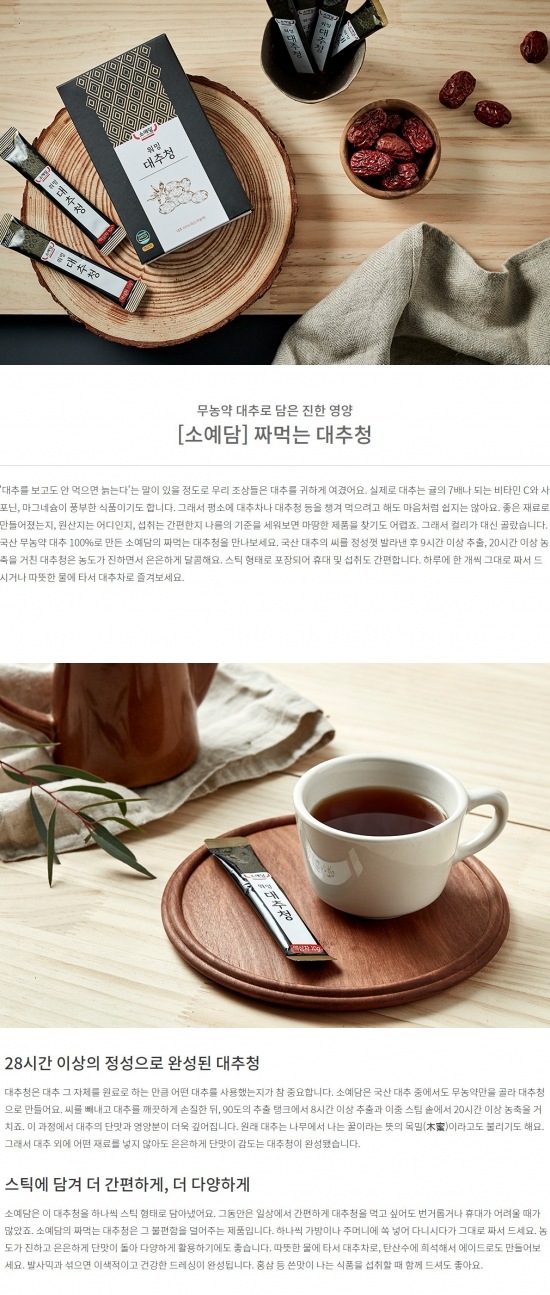 대추청
대추청
소예담
워밍
대추청
소예담
워밍
대추청
소예담
워밍
대추청
무농약 대추로 담은 진한 영양
[소예담] 짜먹는 대추청
'대추를 보고도 안 먹으면 늙는다'는 말이 있을 정도로 우리 조상들은 대추를 귀하게 여겼어요. 실제로 대추는 귤의 7배나 되는 비타민 C와 사
포닌, 마그네슘이 풍부한 식품이기도 합니다. 그래서 평소에 대추차나 대추청 등을 챙겨 먹으려고 해도 마음처럼 쉽지는 않아요. 좋은 재료로
만들어졌는지, 원산지는 어디인지, 섭취는 간편한지 나름의 기준을 세워보면 마땅한 제품을 찾기도 어렵죠. 그래서 컬리가 대신 골랐습니다.
국산 무농약 대추 100%로 만든 소예담의 짜먹는 대추청을 만나보세요. 국산 대추의 씨를 정성껏 발라낸 후 9시간 이상 추출, 20시간 이상 농
축을 거친 대추청은 농도가 진하면서 은은하게 달콤해요. 스틱 형태로 포장되어 휴대 및 섭취도 간편합니다. 하루에 한 개씩 그대로 짜서 드
시거나 따뜻한 물에 타서 대추차로 즐겨보세요.
소예담
워밍
대추청
28시간 이상의 정성으로 완성된 대추청
대추청은 대추 그 자체를 원료로 하는 만큼 어떤 대추를 사용했는지가 참 중요합니다. 소예담은 국산 대추 중에서도 무농약만을 골라 대추청
으로 만들어요. 씨를 빼내고 대추를 깨끗하게 손질한 뒤, 90도의 추출 탱크에서 8시간 이상 추출과 이중 스팀 솥에서 20시간 이상 농축을 거
치죠. 이 과정에서 대추의 단맛과 영양분이 더욱 깊어집니다. 원래 대추는 나무에서 나는 꿀이라는 뜻의 목밀(木蜜)이라고도 불리기도 해요.
그래서 대추 외에 어떤 재료를 넣지 않아도 은은하게 단맛이 감도는 대추청이 완성됐습니다.
스틱에 담겨 더 간편하게, 더 다양하게
소예담은 이 대추청을 하나씩 스틱 형태로 담아냈어요. 그동안은 일상에서 간편하게 대추청을 먹고 싶어도 번거롭거나 휴대가 어려울 때가
많았죠. 소예담의 짜먹는 대추청은 그 불편함을 덜어주는 제품입니다. 하나씩 가방이나 주머니에 쏙 넣어 다니시다가 그대로 짜서 드세요. 농
도가 진하고 은은하게 단맛이 돌아 다양하게 활용하기에도 좋습니다. 따뜻한 물에 타서 대추차로, 탄산수에 희석해서 에이드로도 만들어보
세요. 발사믹과 섞으면 이색적이고 건강한 드레싱이 완성됩니다. 홍삼 등 쓴맛이 나는 식품을 섭취할 때 함께 드셔도 좋아요.